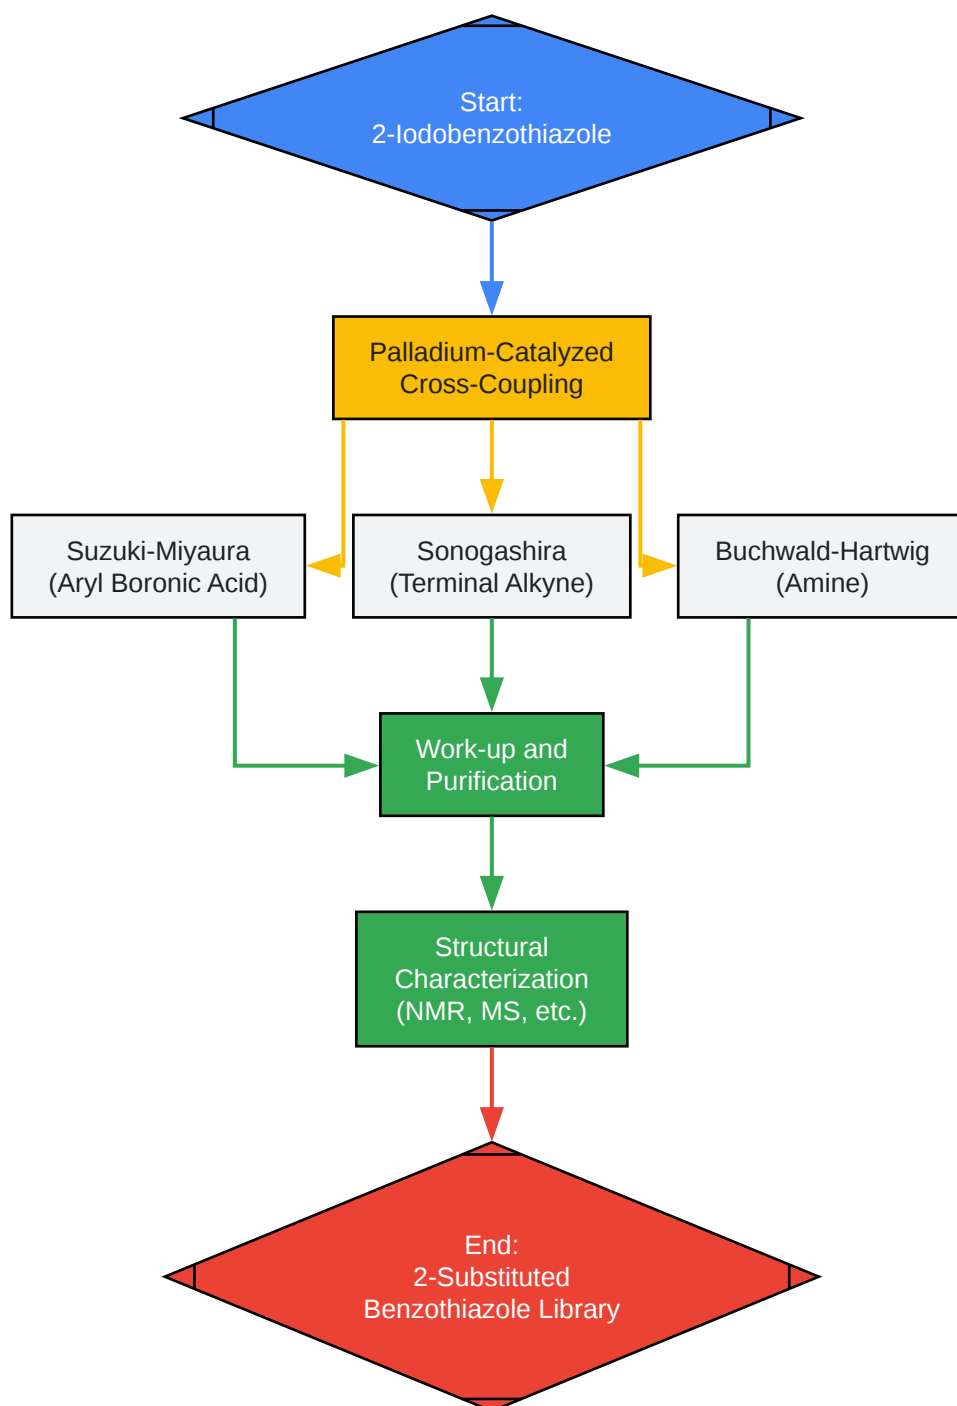 Start:
2-Iodobenzothiazole
Palladium-Catalyzed
Cross-Coupling
Suzuki-Miyaura
(Aryl Boronic Acid)
Sonogashira
(Terminal Alkyne)
Buchwald-Hartwig
(Amine)
Work-up and
Purification
Structural
Characterization
(NMR, MS, etc.)
End:
2-Substituted
Benzothiazole Library